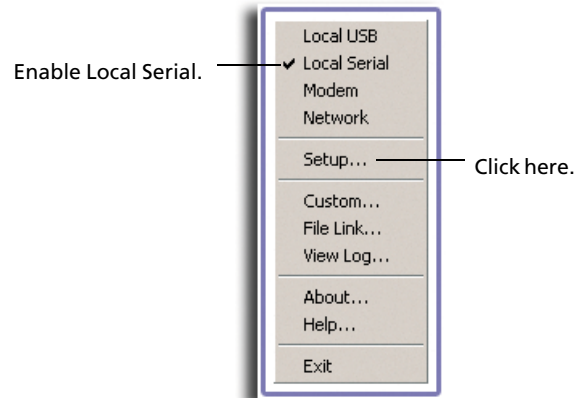 Local USB
Enable Local Serial.
✔ Local Serial
Modem
Network
Setup...
Click here.
Custom...
File Link...
View Log...
About...
Help...
Exit